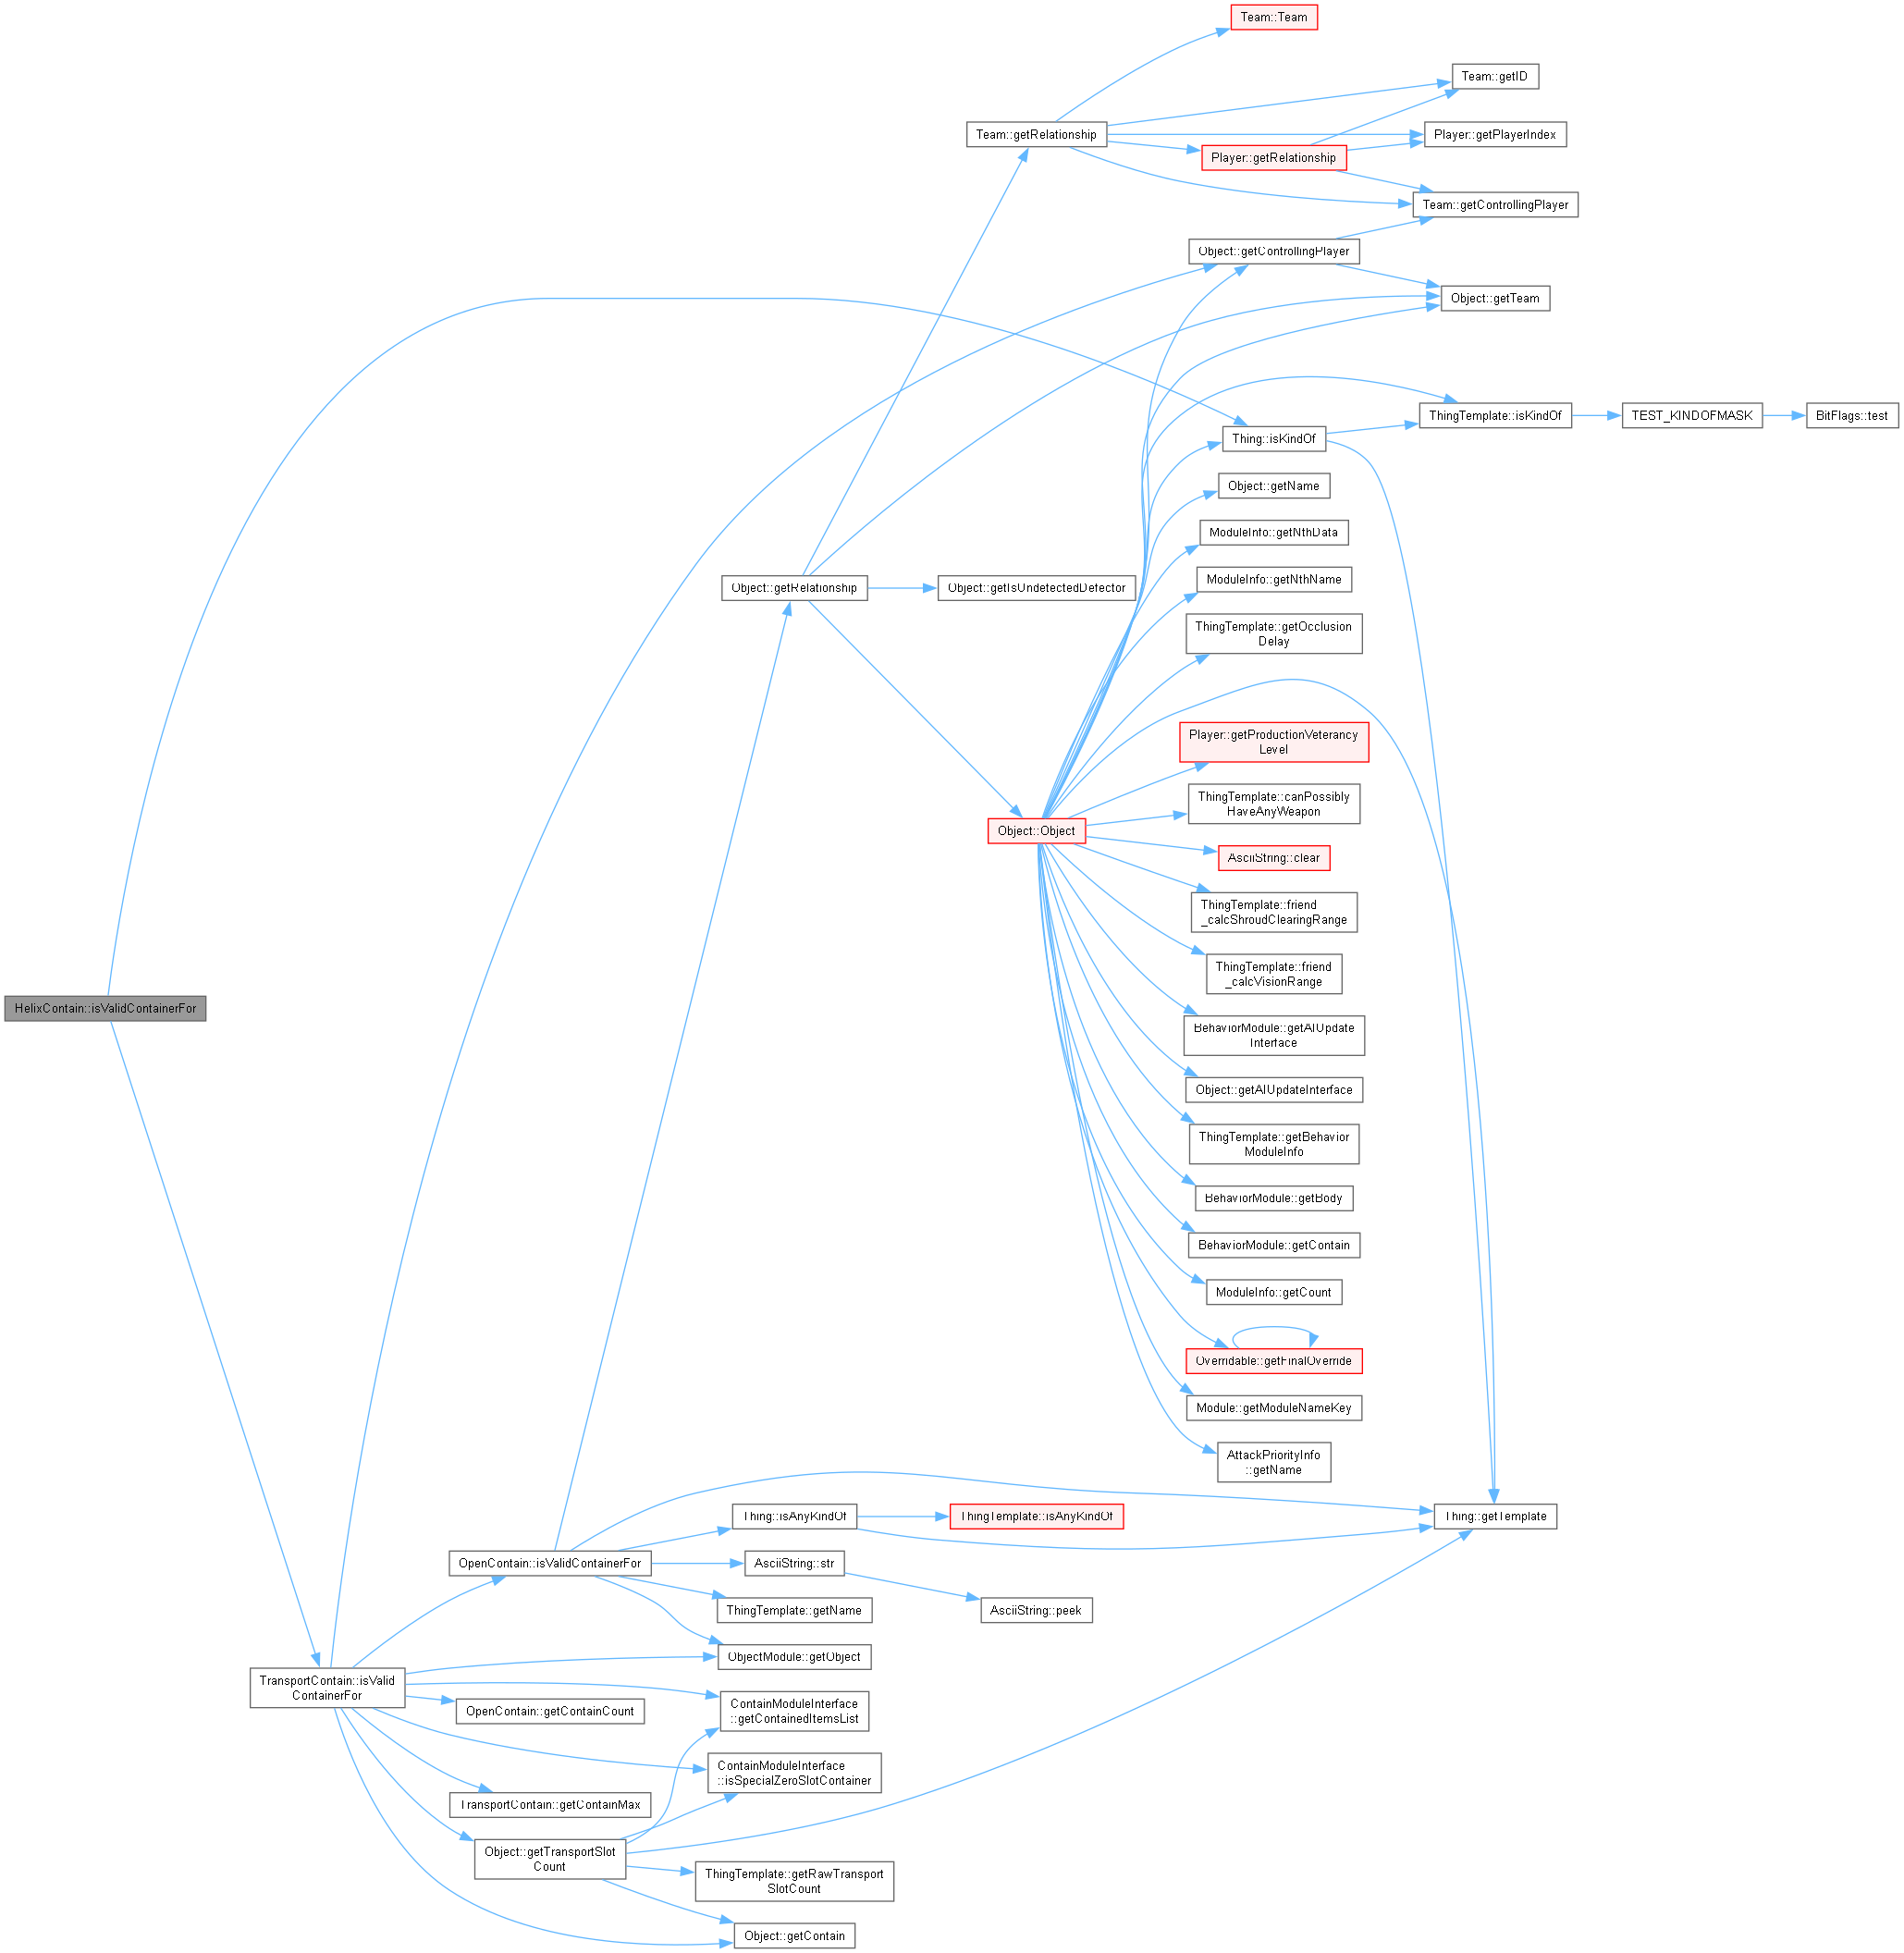 Team::Team
Team::getID
Team::getRelationship
Player::getPlayerIndex
Player::getRelationship
Team::getControllingPlayer
Object::getControllingPlayer
Object::getTeam
ThingTemplate::isKindOf
TEST_KINDOFMASK
BitFlags::test
Thing::isKindOf
Object::getName
ModuleInfo::getNthData
ModuleInfo::getNthName
Object::getRelationship
Object::getIsUndetectedDefector
ThingTemplate::getOcclusion
Delay
Player::getProductionVeterancy
Level
ThingTemplate::canPossibly
HaveAnyWeapon
Object::Object
AsciiString::clear
ThingTemplate::friend
_calcShroudClearingRange
ThingTemplate::friend
_calcVisionRange
HelixContain::isValidContainerFor
BehaviorModule::getAIUpdate
Interface
Object::getAIUpdateInterface
ThingTemplate::getBehavior
ModuleInfo
BehaviorModule::getBody
BehaviorModule::getContain
ModuleInfo::getCount
Overridable::getFinalOverride
Module::getModuleNameKey
AttackPriorityInfo
::getName
Thing::isAnyKindOf
ThingTemplate::isAnyKindOf
Thing::getTemplate
OpenContain::isValidContainerFor
AsciiString::str
ThingTemplate::getName
AsciiString::peek
ObjectModule::getObject
TransportContain::isValid
ContainerFor
OpenContain::getContainCount
ContainModuleInterface
::getContainedItemsList
ContainModuleInterface
::isSpecialZeroSlotContainer
TransportContain::getContainMax
Object::getTransportSlot
Count
ThingTemplate::getRawTransport
SlotCount
Object::getContain